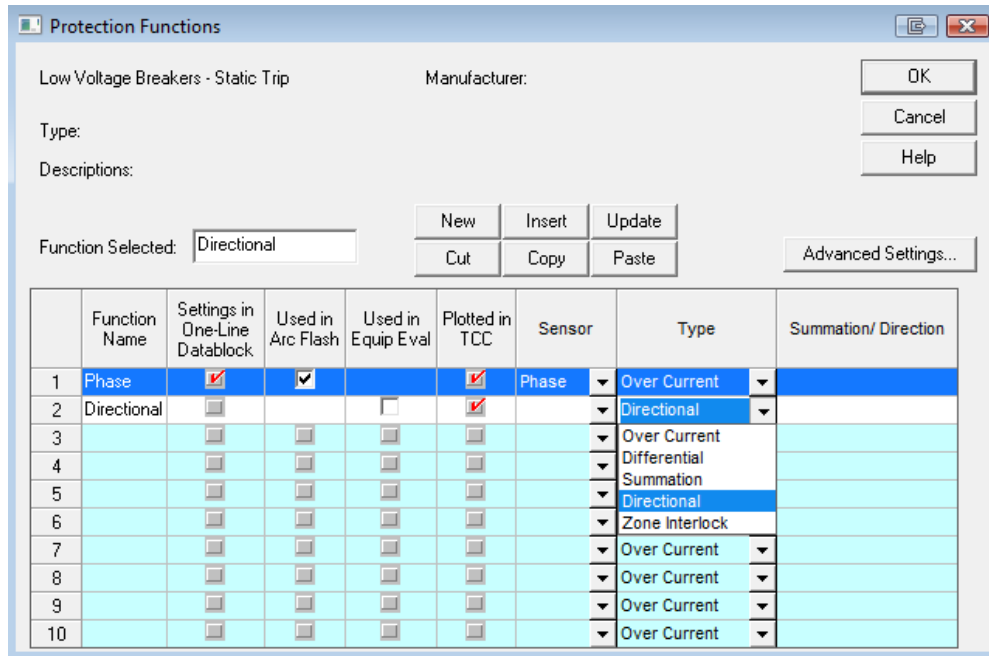 Protection Functions
Low Voltage Breakers - Static Trip Manufacturer: OK
Cancel
Type:
Help
Descriptions:
New Insert Update
Function Selected: Directional
Cut Copy Paste Advanced Settings...
Function Name Settings in One-Line Datablock Used in Arc Flash Used in Equip Eval Plotted in TCC Sensor Type Summation/ Direction
1 Phase Phase Over Current
2 Directional Directional
3 Over Current
4 Differential
Summation
5 Directional
6 Zone Interlock
7 Over Current
8 Over Current
9 Over Current
10 Over Current